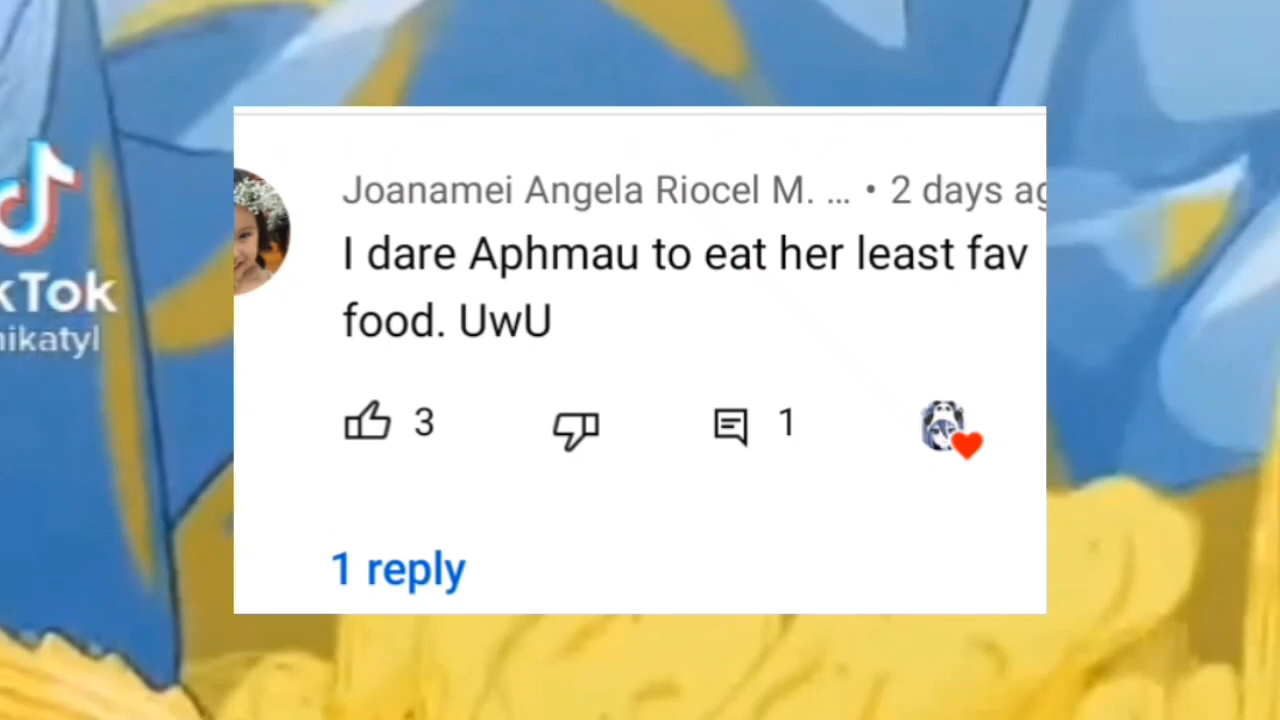 Joanamei Angela Riocel M. ... • 2 days ag
I dare Aphmau to eat her least fav
food. UwU
3
1
1 reply
kTok
nikatyl